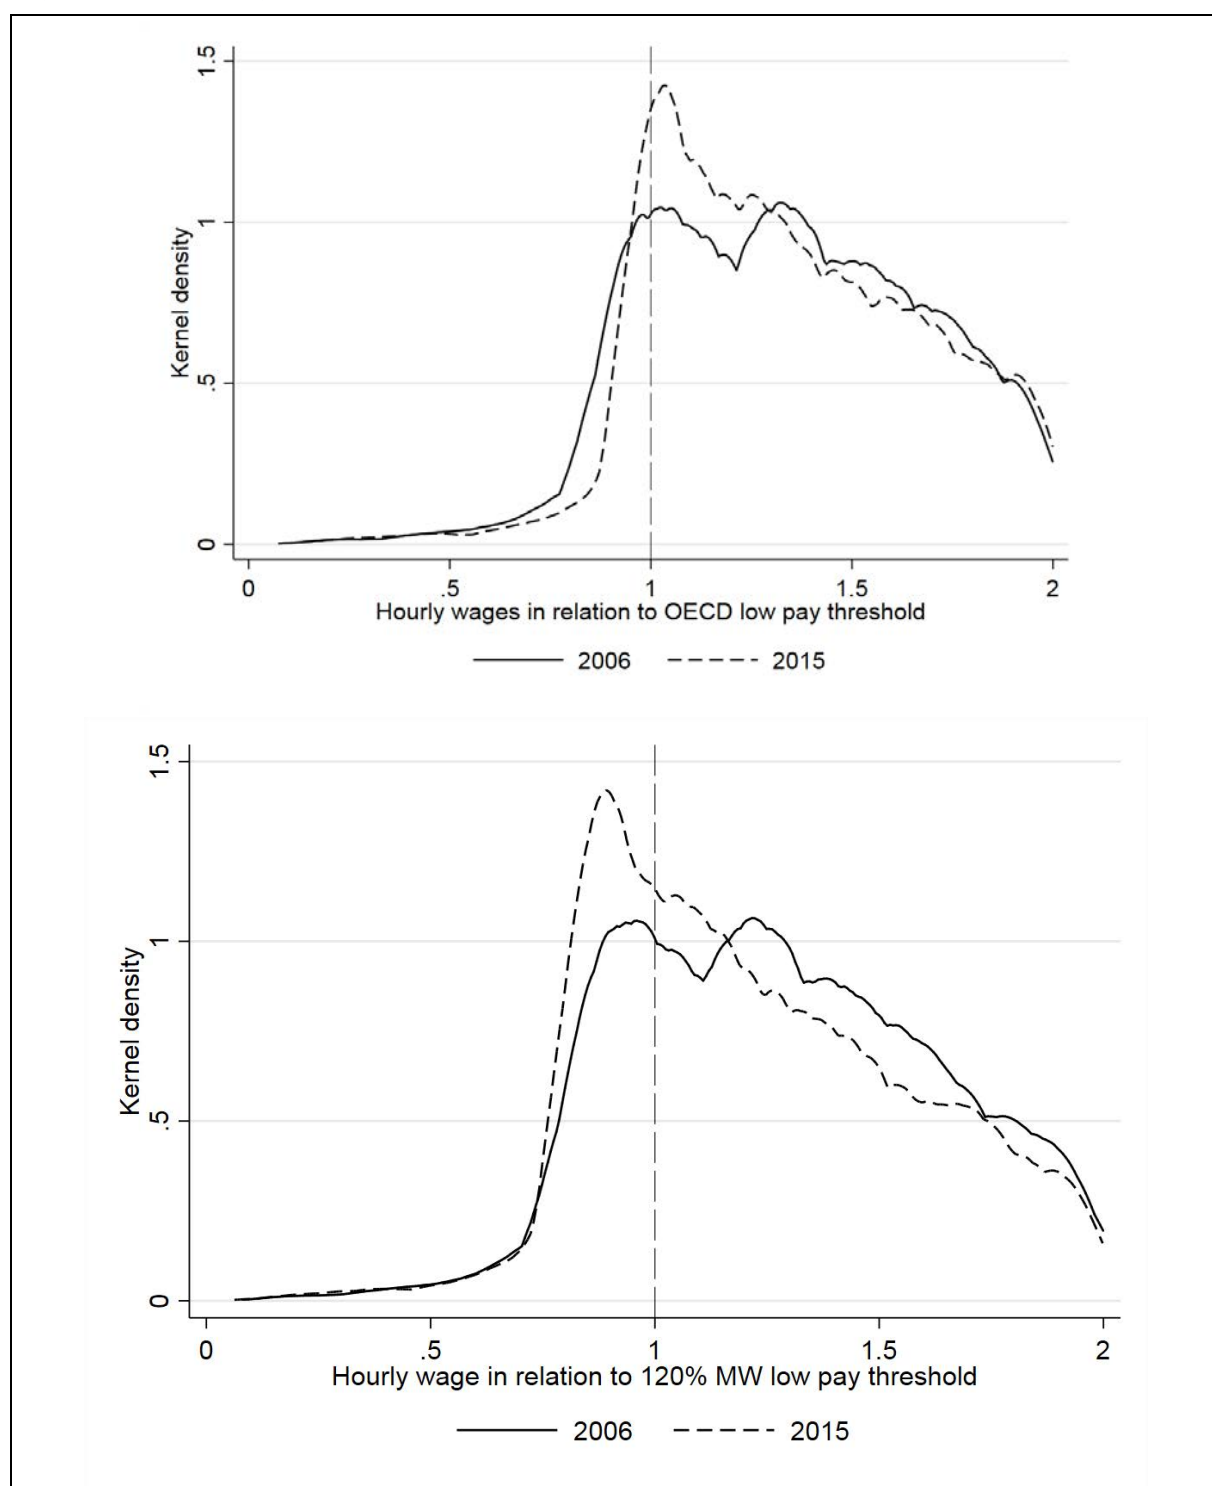 1.5
1
.5
0
Kernel density
0 .5 1 1.5 2
Hourly wages in relation to OECD low pay threshold
2006 2015
1.5
1
.5
0
Kernel density
0 .5 1 1.5 2
Hourly wage in relation to 120% MW low pay threshold
2006 2015